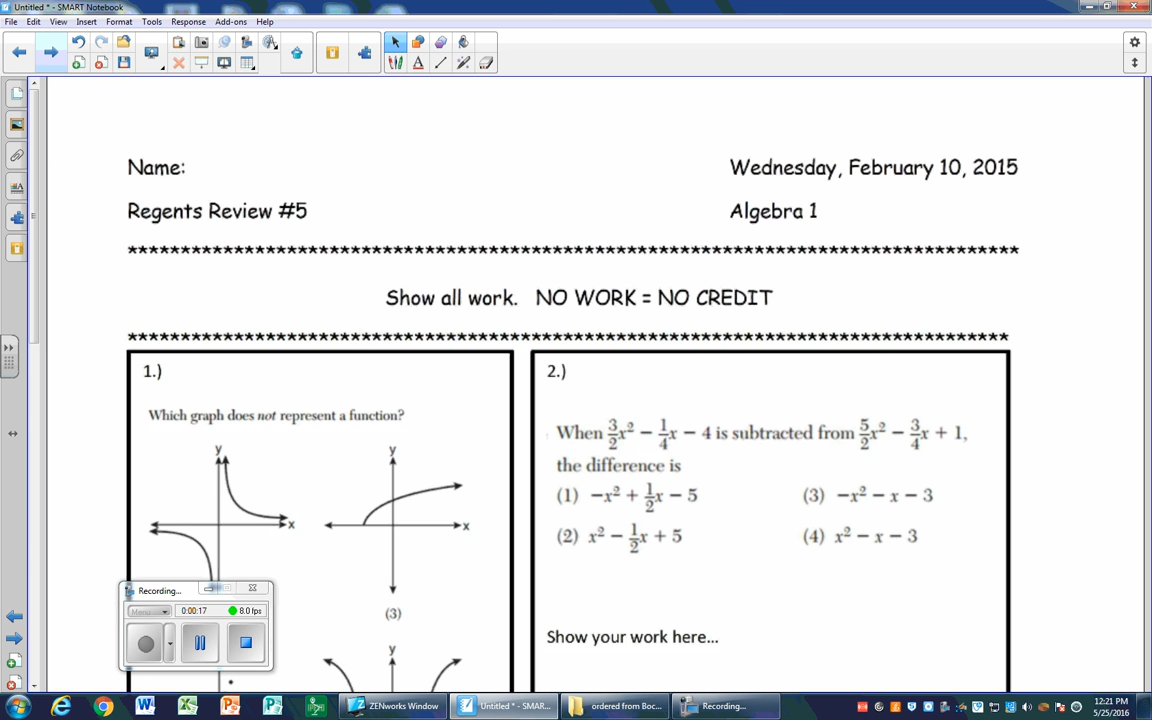 Untitled * - SMART Notebook
File Edit View Insert Format Tools Response Add-ons Help
Name:
Wednesday, February 10, 2015
Regents Review #5
Algebra 1
************************************************************************************
Show all work. NO WORK = NO CREDIT
************************************************************************************
1.)
Which graph does not represent a function?
y
x
y
x
(3)
y
2.)
When 3/2x² − 1/4x − 4 is subtracted from 5/2x² − 3/4x + 1,
the difference is
(1) −x² + 1/2x − 5
(3) −x² − x − 3
(2) x² − 1/2x + 5
(4) x² − x − 3
Show your work here...
Recording...
Menu
0:00:17
8.0 fps
ZENworks Window
Untitled * - SMAR...
ordered from Boc...
Recording...
12:21 PM
5/25/2016